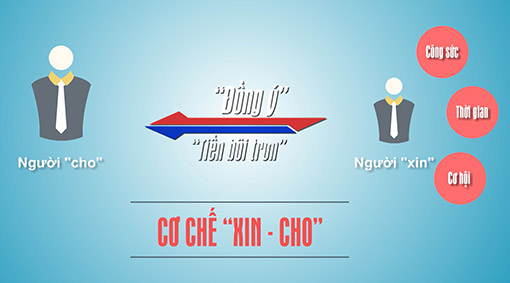 Công sức
"Đồng ý"
Thời gian
"Tiền bôi trơn"
Người "cho"
Người "xin"
Cơ hội
CƠ CHẾ "XIN - CHO"